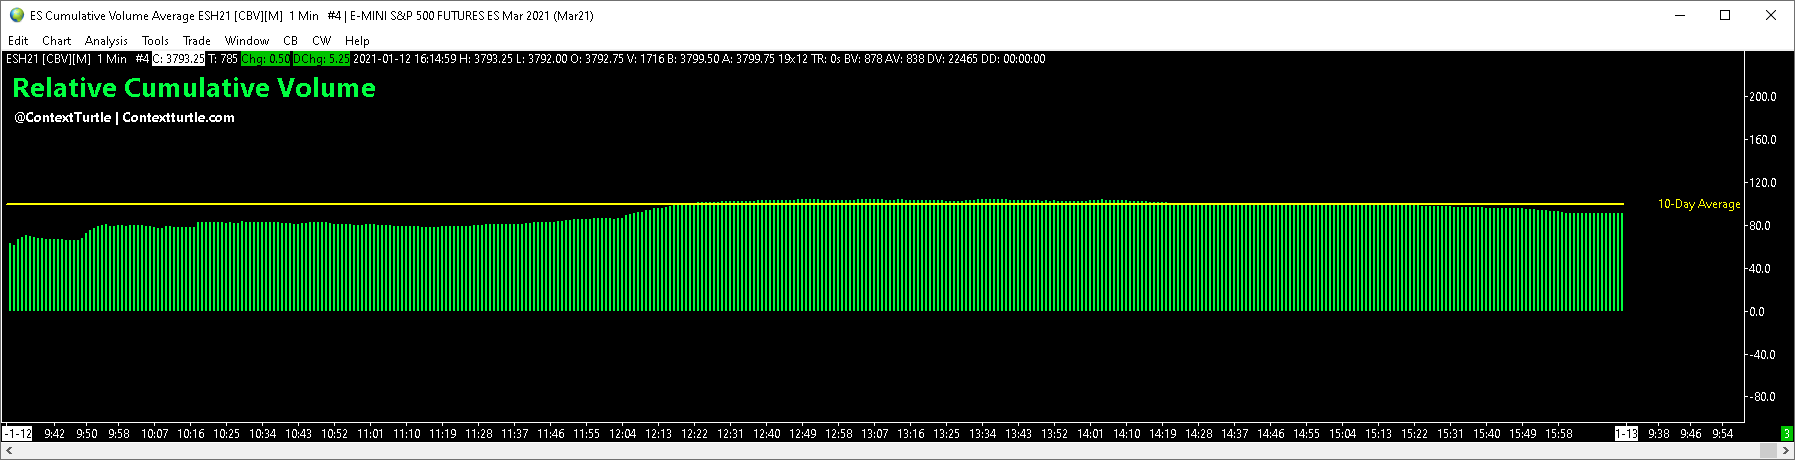 ES Cumulative Volume Average ESH21 [CBV][M] 1 Min #4 | E-MINI S&P 500 FUTURES ES Mar 2021 (Mar21)
Edit Chart Analysis Tools Trade Window CB CW Help
ESH21 [CBV][M] 1 Min #4 C: 3793.25 T: 785 Chg: 0.50 DChg: 5.25 2021-01-12 16:14:59 H: 3793.25 L: 3792.00 O: 3792.75 V: 1716 B: 3799.50 A: 3799.75 19x12 TR: 0s BV: 878 AV: 838 DV: 22465 DD: 00:00:00
Relative Cumulative Volume
@ContextTurtle | Contextturtle.com
200.0
160.0
120.0
10-Day Average
80.0
40.0
0.0
-40.0
-80.0
-1-12 9:42 9:50 9:58 10:07 10:16 10:25 10:34 10:43 10:52 11:01 11:10 11:19 11:28 11:37 11:46 11:55 12:04 12:13 12:22 12:31 12:40 12:49 12:58 13:07 13:16 13:25 13:34 13:43 13:52 14:01 14:10 14:19 14:28 14:37 14:46 14:55 15:04 15:13 15:22 15:31 15:40 15:49 15:58 1-13 9:38 9:46 9:54 3